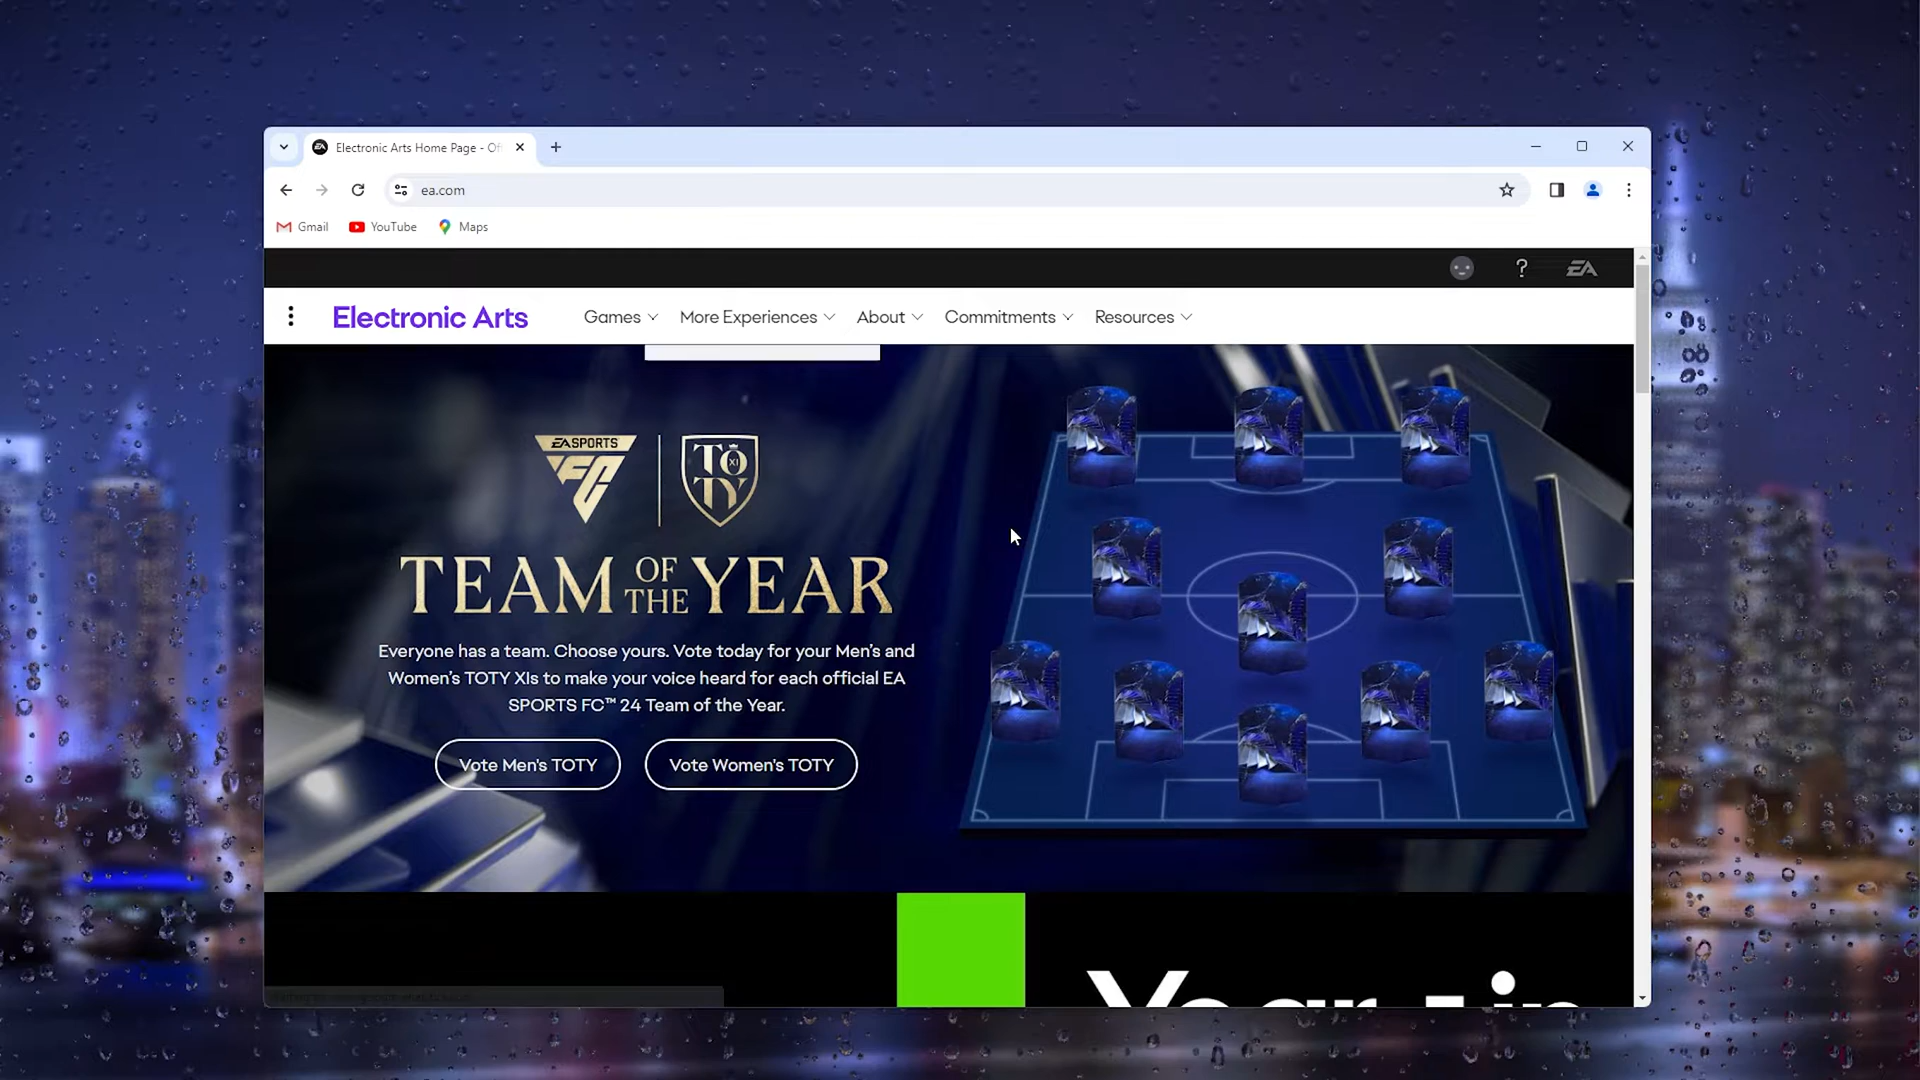 Electronic Arts Home Page - Of
ea.com
Gmail
YouTube
Maps
?
EA
Electronic Arts
Games
More Experiences
About
Commitments
Resources
EA SPORTS
FC
TOTY
XI
TEAM OF THE YEAR
Everyone has a team. Choose yours. Vote today for your Men's and
Women's TOTY XIs to make your voice heard for each official EA
SPORTS FC™ 24 Team of the Year.
Vote Men's TOTY
Vote Women's TOTY